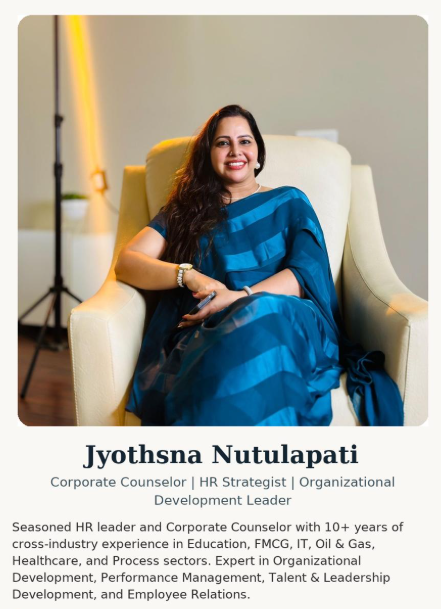 Jyothsna Nutulapati
Corporate Counselor | HR Strategist | Organizational
Development Leader
Seasoned HR leader and Corporate Counselor with 10+ years of
cross-industry experience in Education, FMCG, IT, Oil & Gas,
Healthcare, and Process sectors. Expert in Organizational
Development, Performance Management, Talent & Leadership
Development, and Employee Relations.